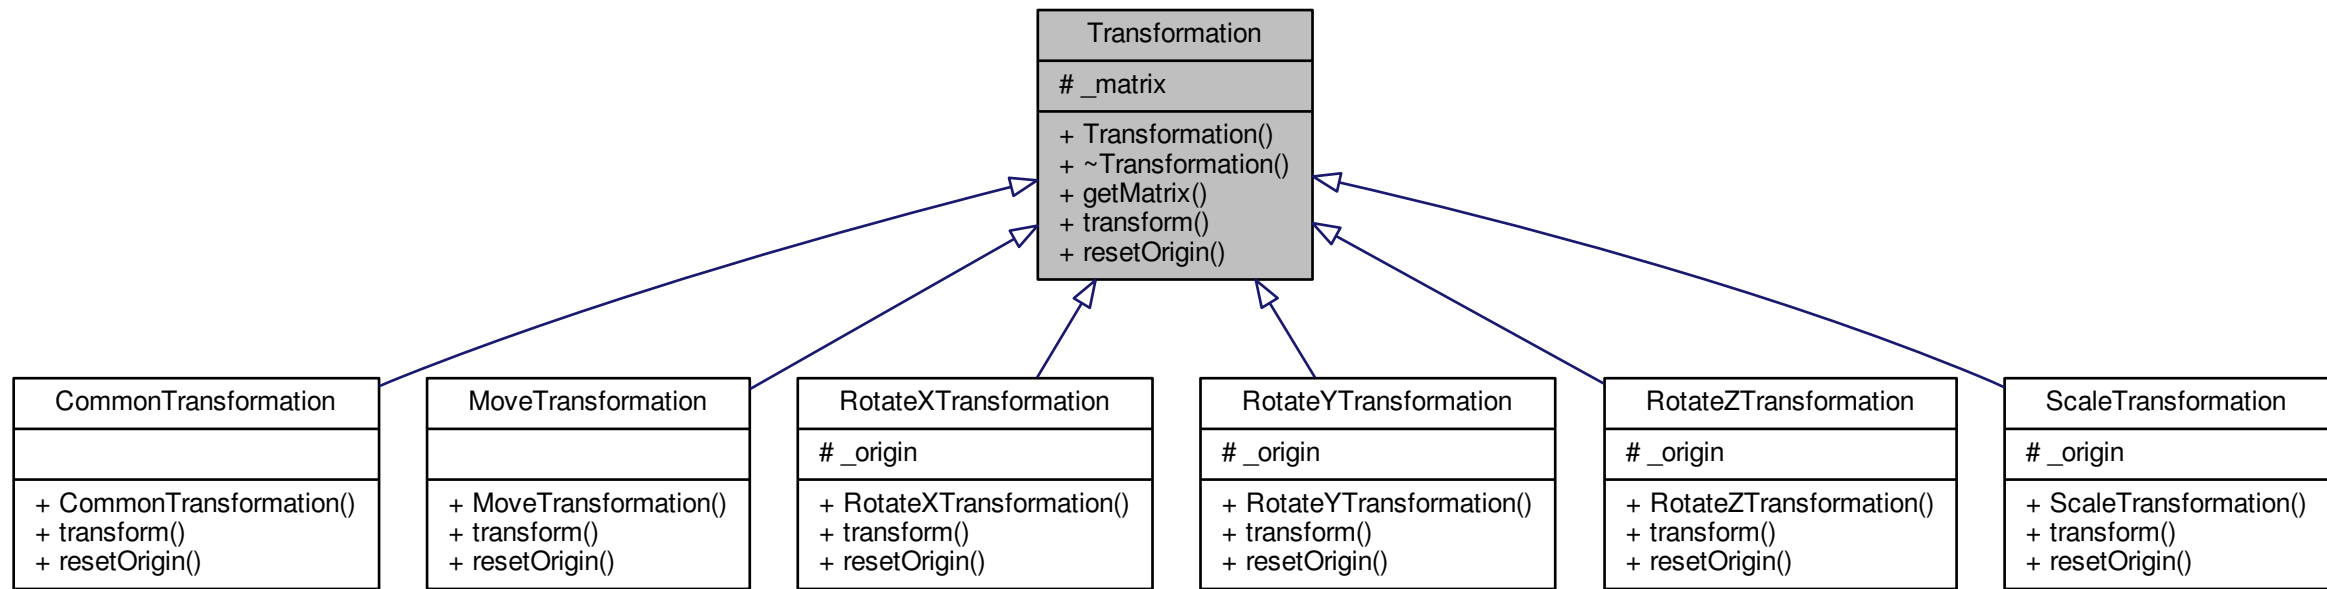 Transformation
# _matrix
+ Transformation()
+ ~Transformation()
+ getMatrix()
+ transform()
+ resetOrigin()
CommonTransformation
+ CommonTransformation()
+ transform()
+ resetOrigin()
MoveTransformation
+ MoveTransformation()
+ transform()
+ resetOrigin()
RotateXTransformation
# _origin
+ RotateXTransformation()
+ transform()
+ resetOrigin()
RotateYTransformation
# _origin
+ RotateYTransformation()
+ transform()
+ resetOrigin()
RotateZTransformation
# _origin
+ RotateZTransformation()
+ transform()
+ resetOrigin()
ScaleTransformation
# _origin
+ ScaleTransformation()
+ transform()
+ resetOrigin()